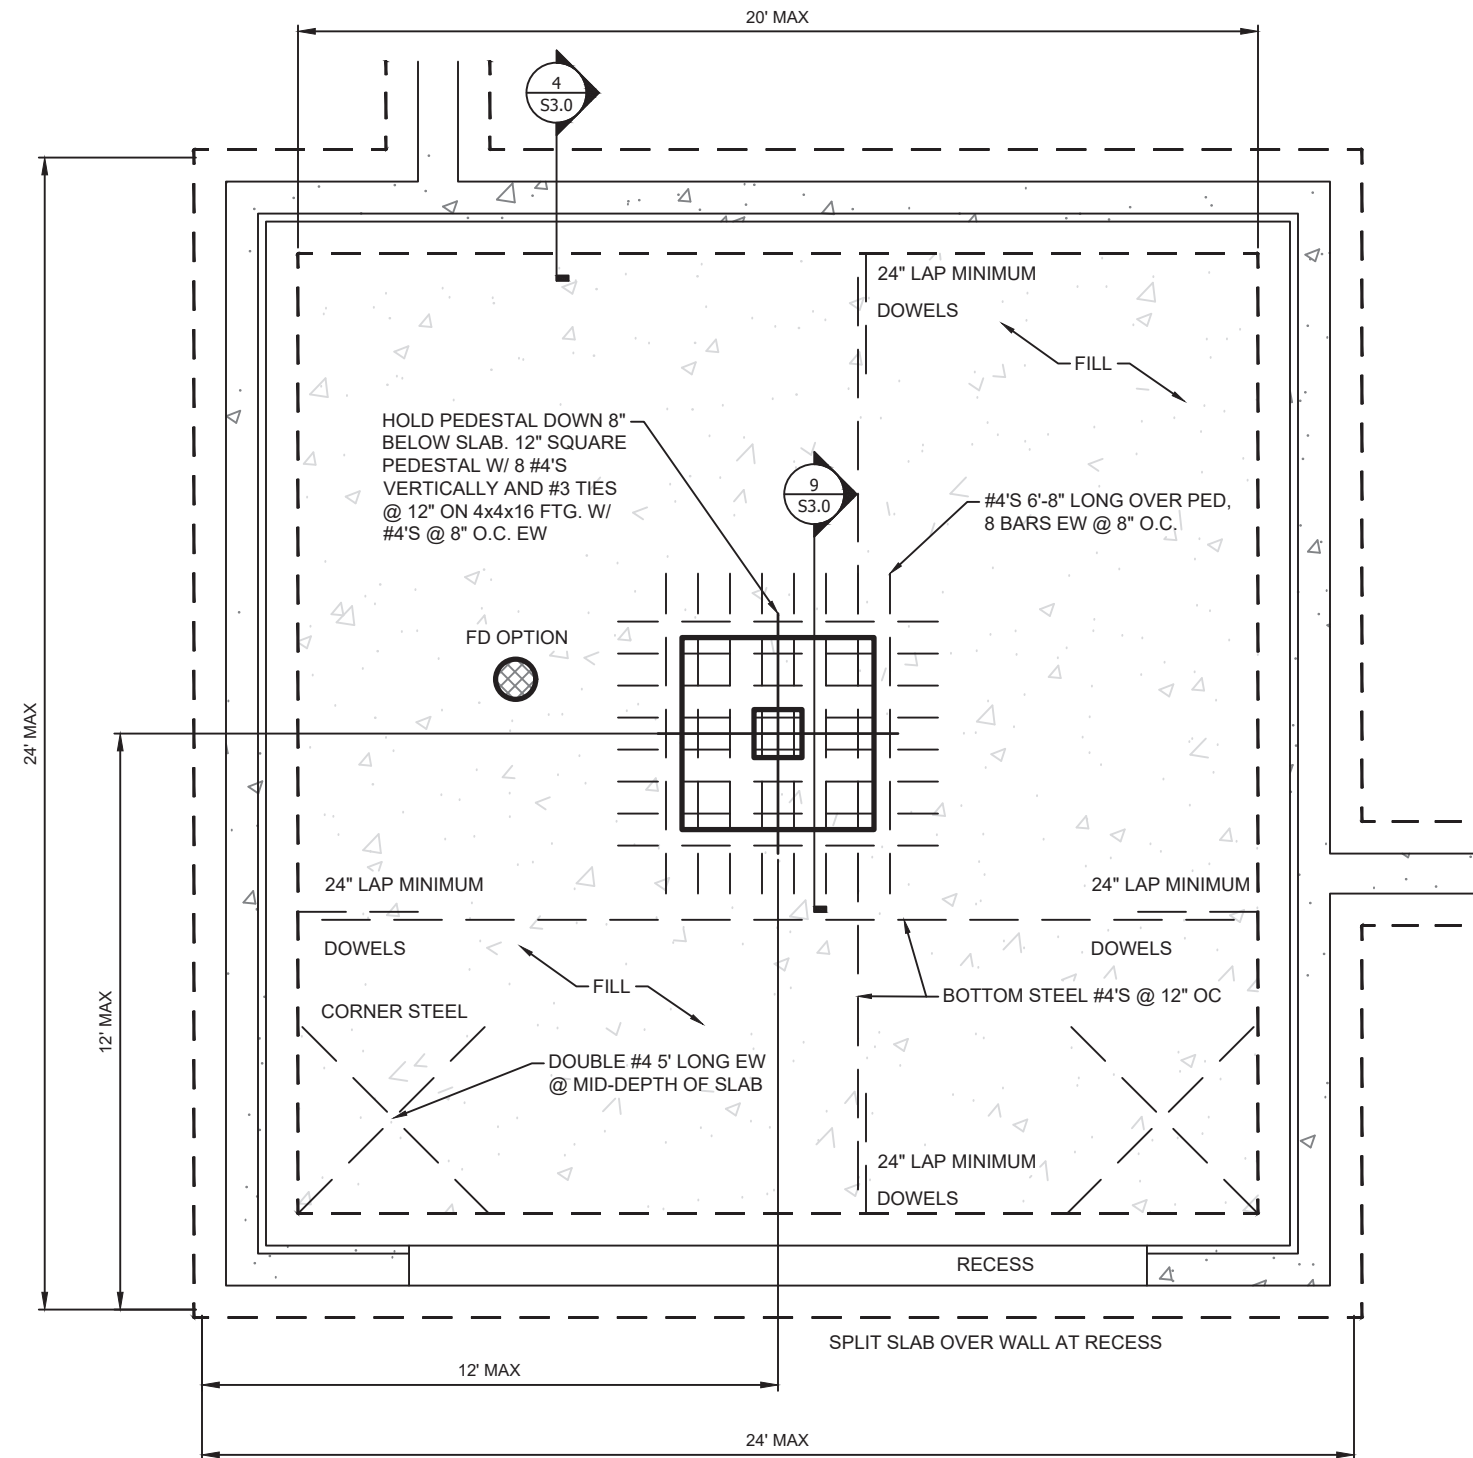 20' MAX
4
S3.0
24" LAP MINIMUM
DOWELS
FILL
HOLD PEDESTAL DOWN 8"
BELOW SLAB. 12" SQUARE
PEDESTAL W/ 8 #4'S
VERTICALLY AND #3 TIES
@ 12" ON 4x4x16 FTG. W/
#4'S @ 8" O.C. EW
9
S3.0
#4'S 6'-8" LONG OVER PED,
8 BARS EW @ 8" O.C.
FD OPTION
24' MAX
24" LAP MINIMUM
24" LAP MINIMUM
DOWELS
DOWELS
FILL
BOTTOM STEEL #4'S @ 12" OC
CORNER STEEL
12' MAX
DOUBLE #4 5' LONG EW
@ MID-DEPTH OF SLAB
24" LAP MINIMUM
DOWELS
RECESS
SPLIT SLAB OVER WALL AT RECESS
12' MAX
24' MAX